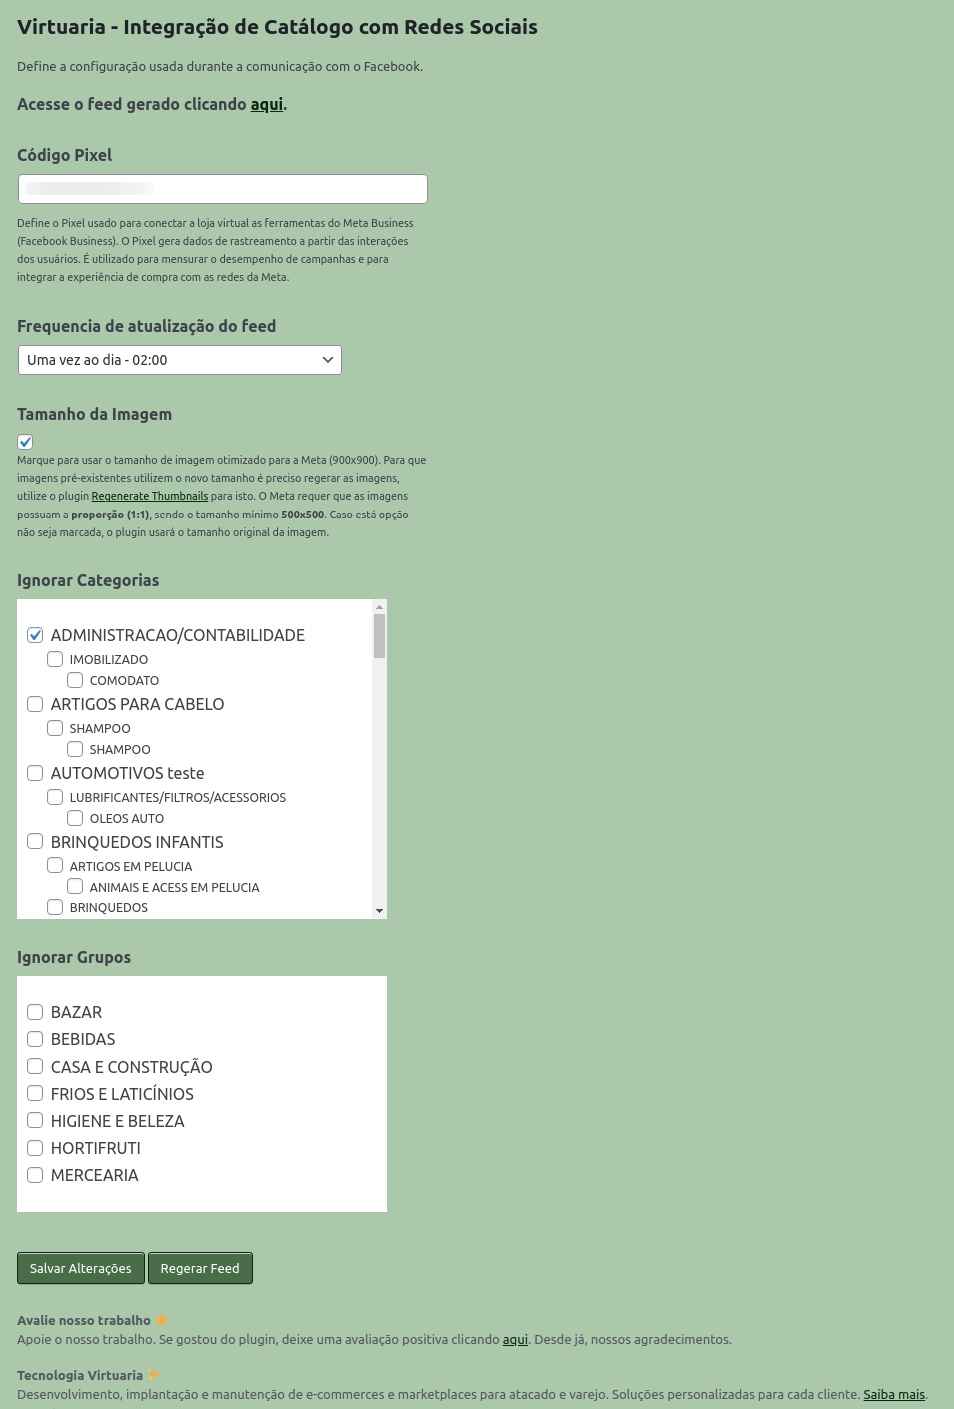 Virtuaria - Integração de Catálogo com Redes Sociais
Define a configuração usada durante a comunicação com o Facebook.
Acesse o feed gerado clicando aqui.
Código Pixel
Define o Pixel usado para conectar a loja virtual as ferramentas do Meta Business
(Facebook Business). O Pixel gera dados de rastreamento a partir das interações
dos usuários. É utilizado para mensurar o desempenho de campanhas e para
integrar a experiência de compra com as redes da Meta.
Frequencia de atualização do feed
Uma vez ao dia - 02:00
Tamanho da Imagem
Marque para usar o tamanho de imagem otimizado para a Meta (900x900). Para que
imagens pré-existentes utilizem o novo tamanho é preciso regerar as imagens,
utilize o plugin Regenerate Thumbnails para isto. O Meta requer que as imagens
possuam a proporção (1:1), sendo o tamanho mínimo 500x500. Caso está opção
não seja marcada, o plugin usará o tamanho original da imagem.
Ignorar Categorias
ADMINISTRACAO/CONTABILIDADE
IMOBILIZADO
COMODATO
ARTIGOS PARA CABELO
SHAMPOO
SHAMPOO
AUTOMOTIVOS teste
LUBRIFICANTES/FILTROS/ACESSORIOS
OLEOS AUTO
BRINQUEDOS INFANTIS
ARTIGOS EM PELUCIA
ANIMAIS E ACESS EM PELUCIA
BRINQUEDOS
Ignorar Grupos
BAZAR
BEBIDAS
CASA E CONSTRUÇÃO
FRIOS E LATICÍNIOS
HIGIENE E BELEZA
HORTIFRUTI
MERCEARIA
Salvar Alterações Regerar Feed
Avalie nosso trabalho
Apoie o nosso trabalho. Se gostou do plugin, deixe uma avaliação positiva clicando aqui. Desde já, nossos agradecimentos.
Tecnologia Virtuaria
Desenvolvimento, implantação e manutenção de e-commerces e marketplaces para atacado e varejo. Soluções personalizadas para cada cliente. Saiba mais.